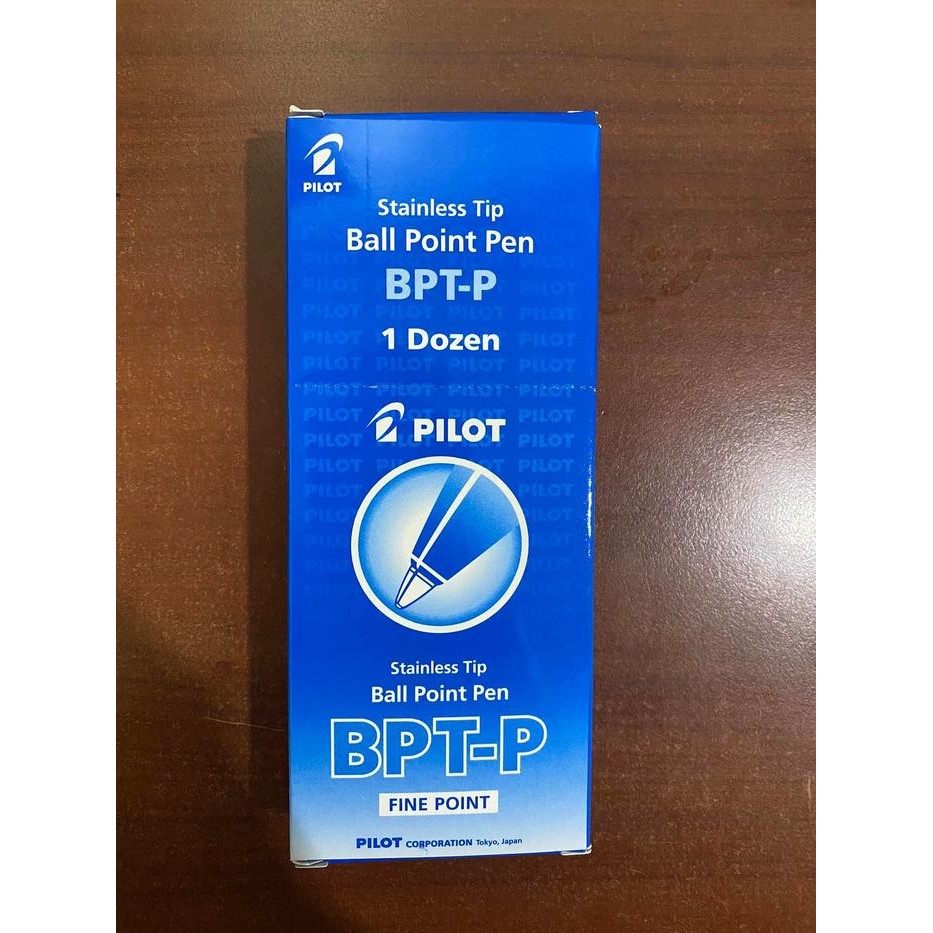 PILOT
Stainless Tip
Ball Point Pen
BPT-P
1 Dozen
PILOT
Stainless Tip
Ball Point Pen
BPT-P
FINE POINT
PILOT CORPORATION Tokyo, Japan